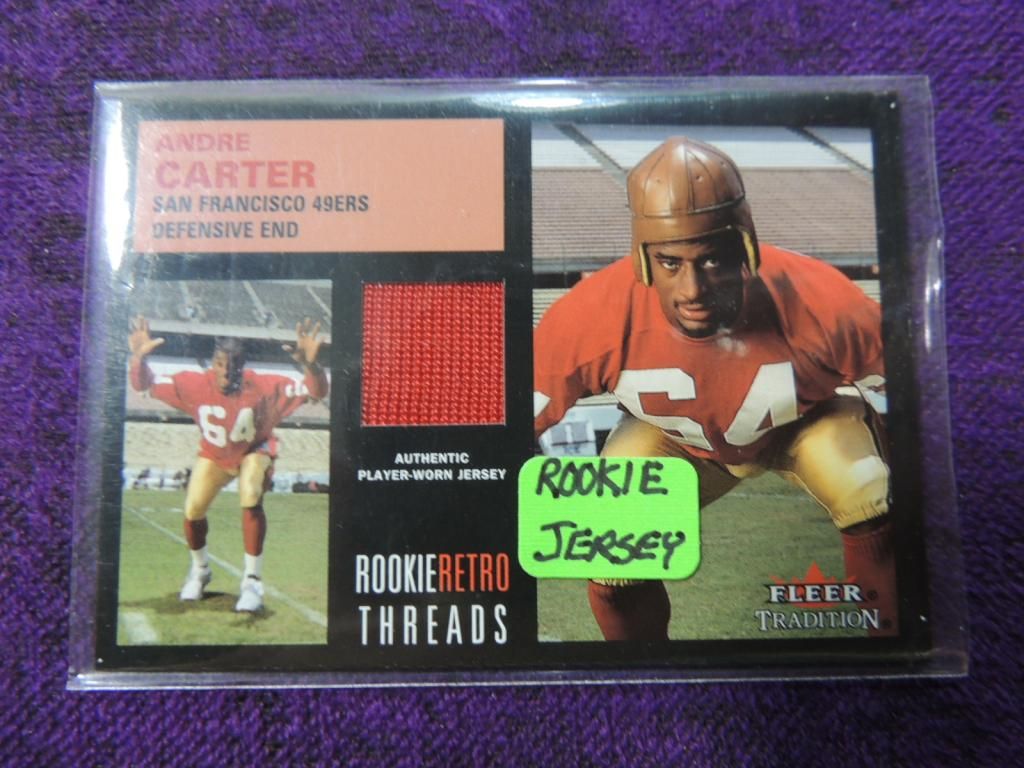 ANDRE
CARTER
SAN FRANCISCO 49ERS
DEFENSIVE END
64
64
AUTHENTIC
PLAYER-WORN JERSEY
ROOKIE
JERSEY
ROOKIERETRO
THREADS
FLEER®
TRADITION®